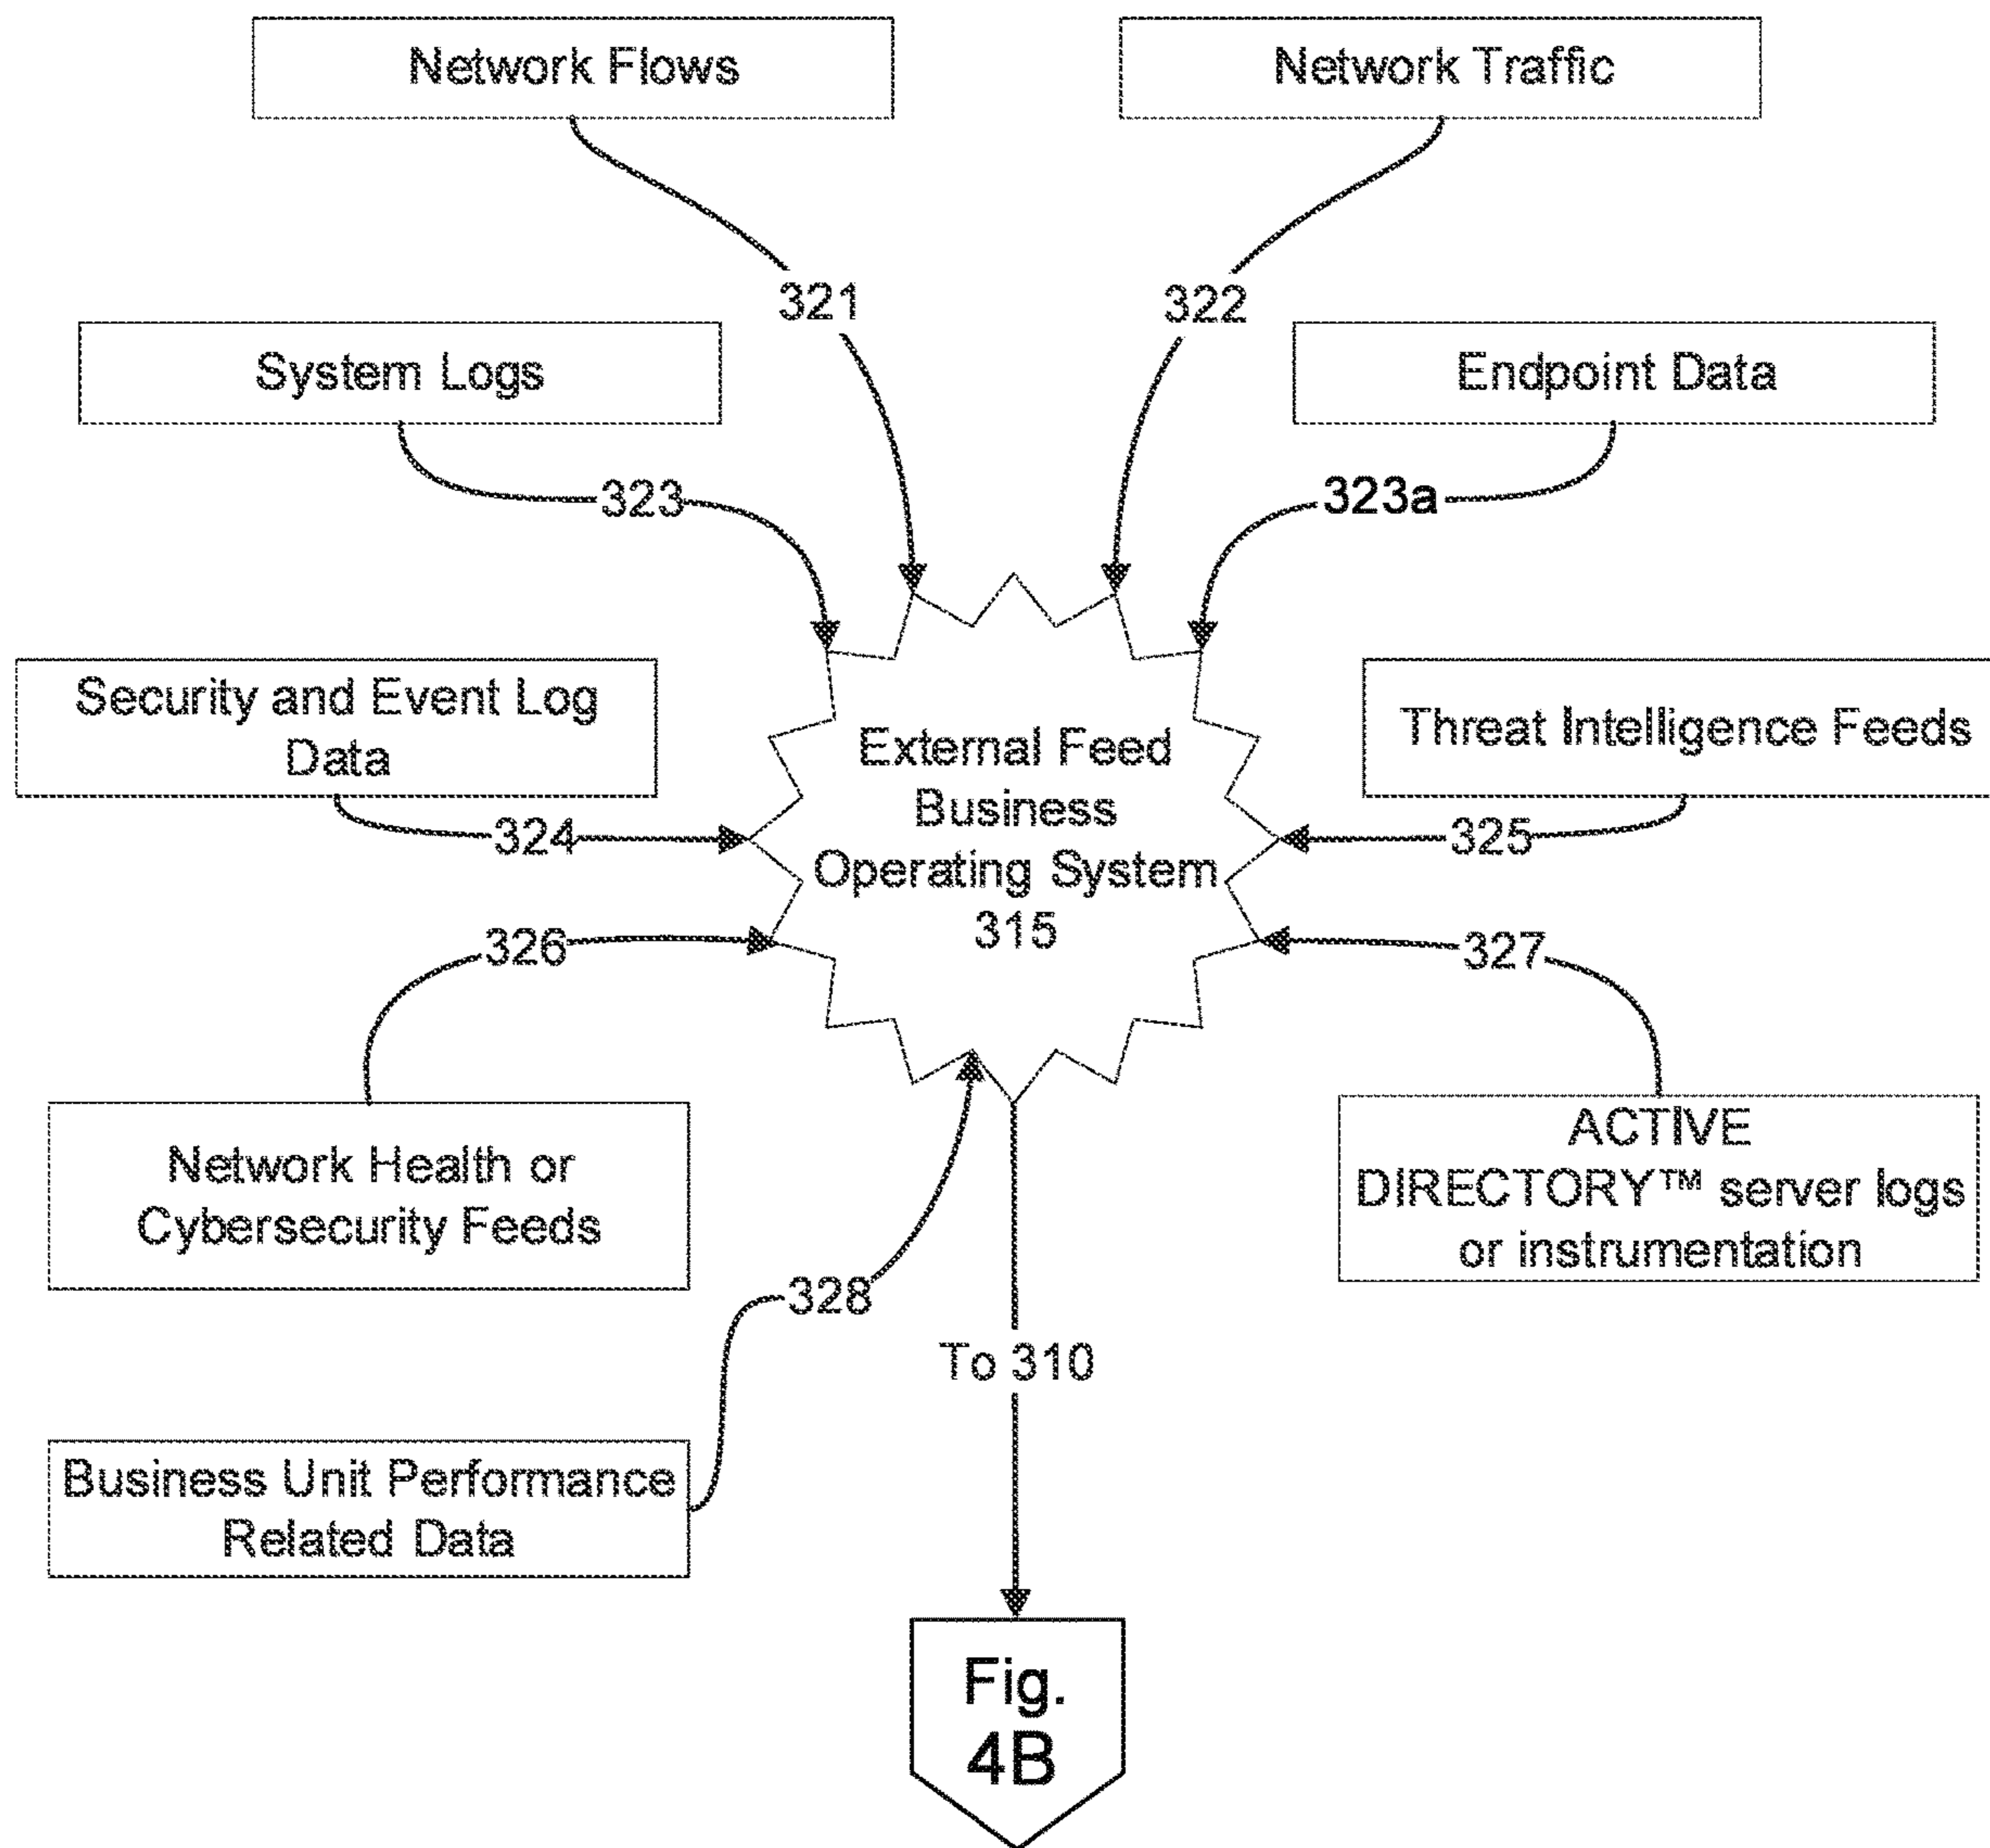 Network Flows
Network Traffic
321
322
System Logs
Endpoint Data
323
323a
Security and Event Log
Data
External Feed
Business
Operating System
315
Threat Intelligence Feeds
324
325
326
327
Network Health or
Cybersecurity Feeds
ACTIVE
DIRECTORY™ server logs
or instrumentation
328
To 310
Business Unit Performance
Related Data
Fig.
4B